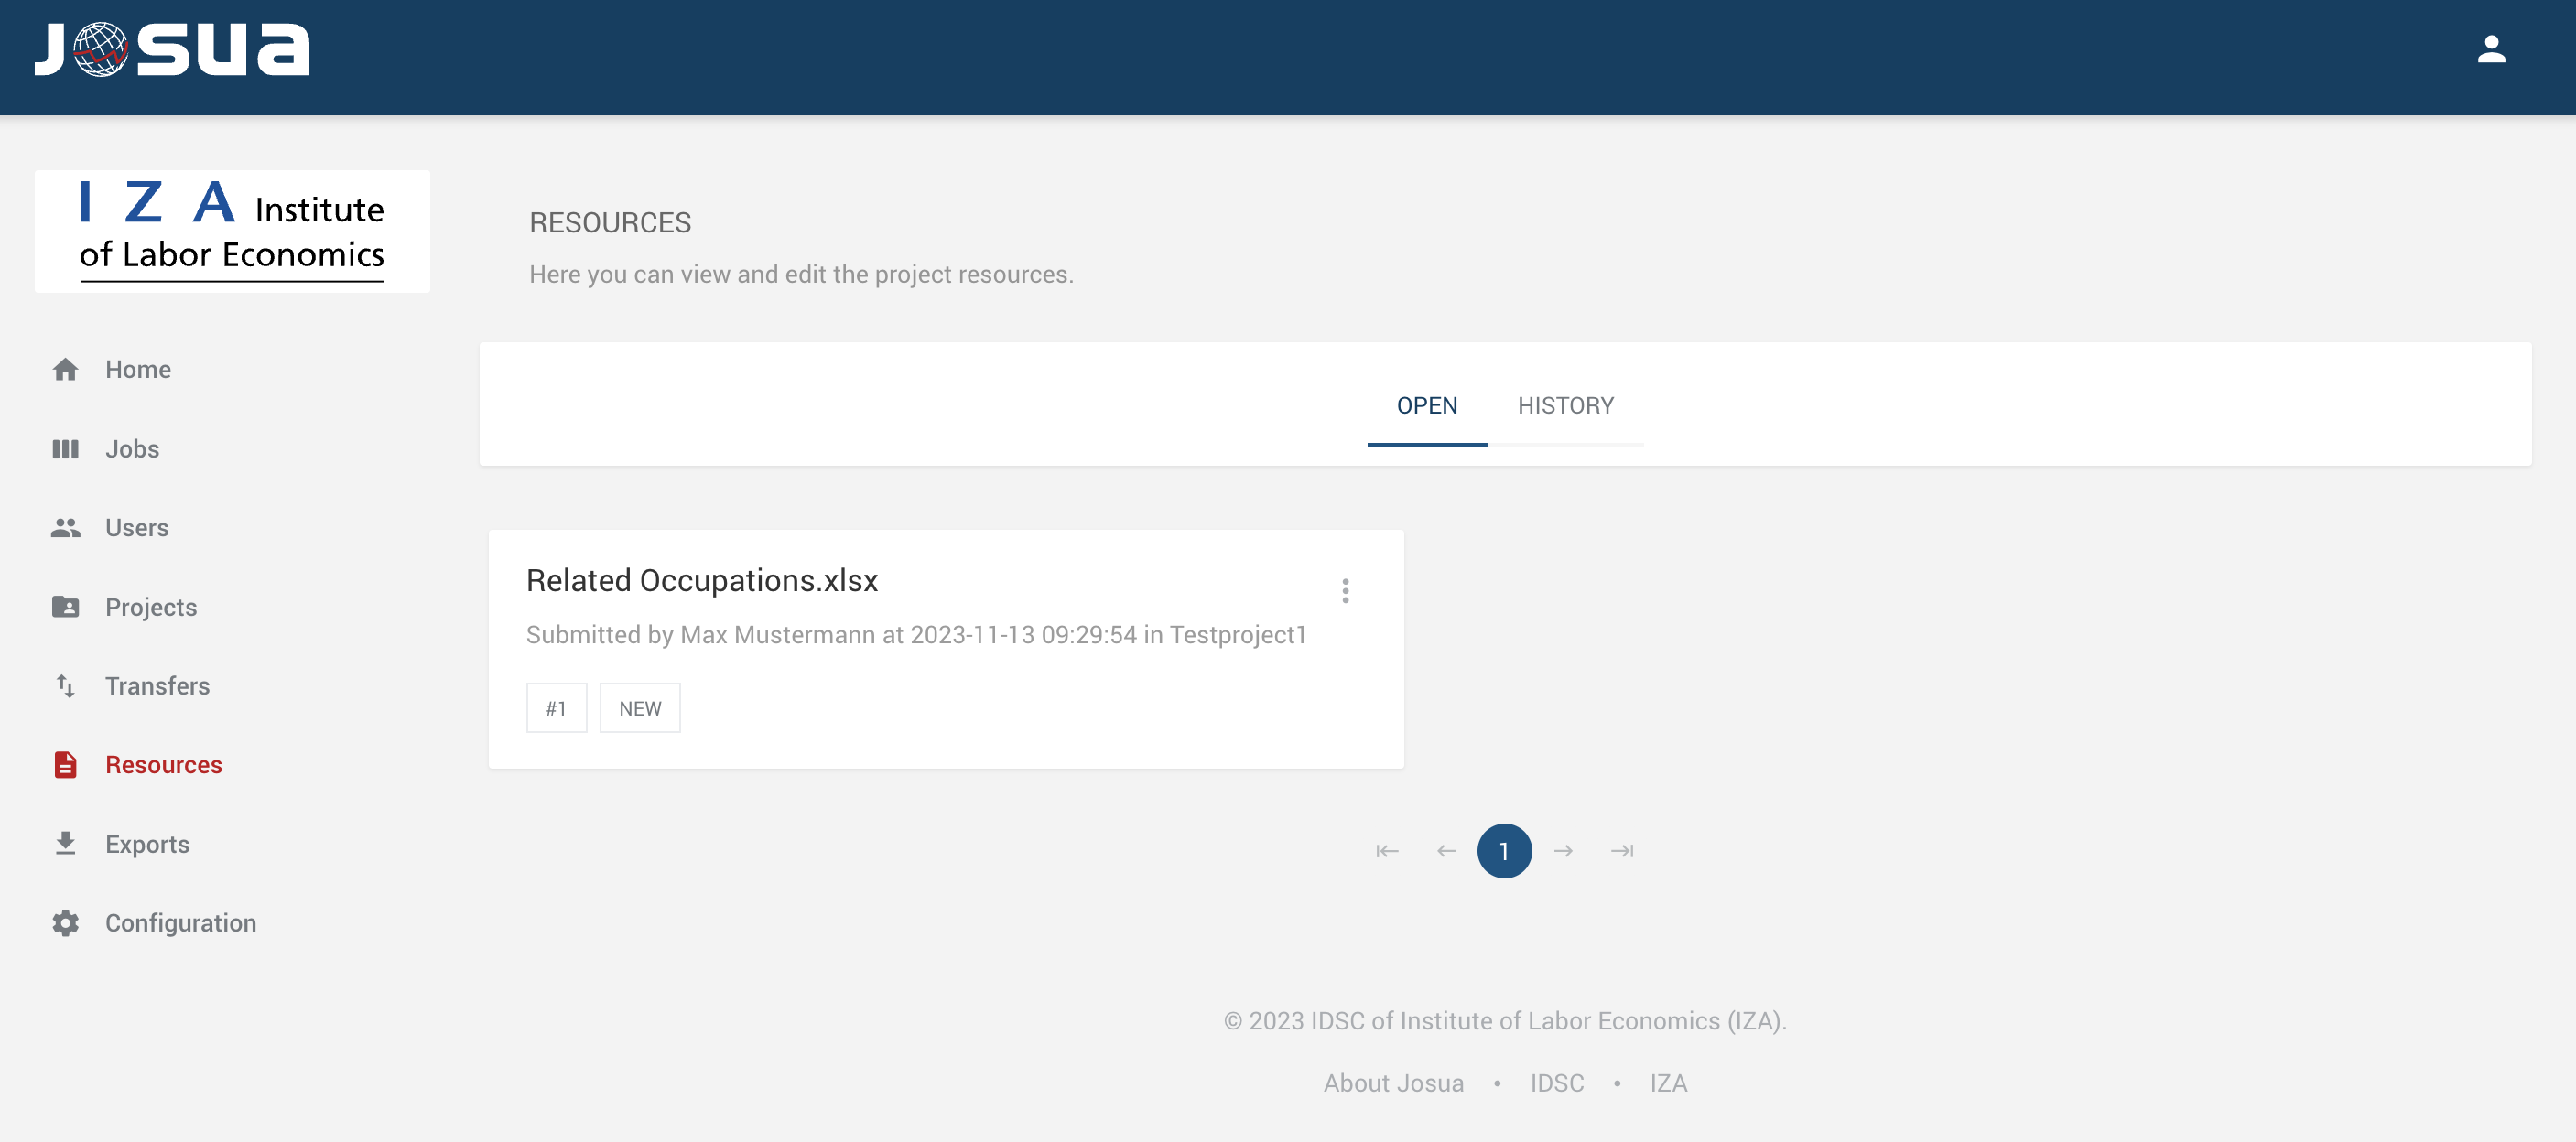 JOSUA
IZA Institute
of Labor Economics
Home
Jobs
Users
Projects
Transfers
Resources
Exports
Configuration
RESOURCES
Here you can view and edit the project resources.
OPEN HISTORY
Related Occupations.xlsx
Submitted by Max Mustermann at 2023-11-13 09:29:54 in Testproject1
#1 NEW
1
© 2023 IDSC of Institute of Labor Economics (IZA).
About Josua • IDSC • IZA